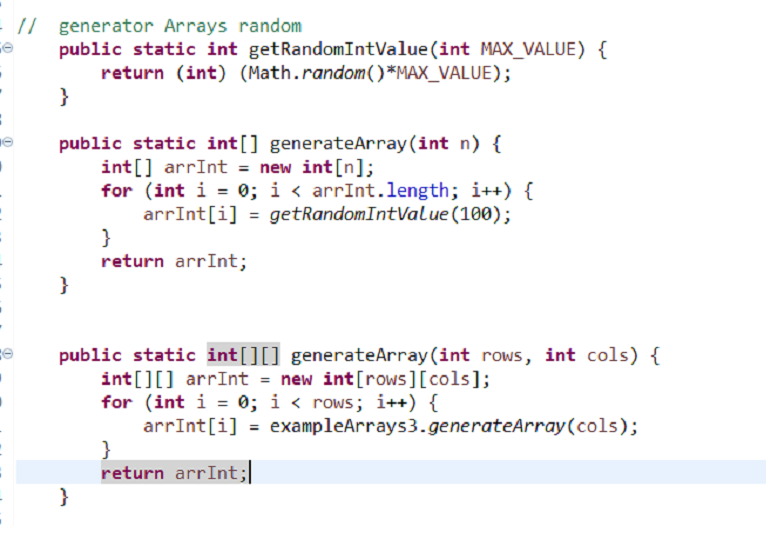 //  generator Arrays random
    public static int getRandomIntValue(int MAX_VALUE) {
        return (int) (Math.random()*MAX_VALUE);
    }

    public static int[] generateArray(int n) {
        int[] arrInt = new int[n];
        for (int i = 0; i < arrInt.length; i++) {
            arrInt[i] = getRandomIntValue(100);
        }
        return arrInt;
    }


    public static int[][] generateArray(int rows, int cols) {
        int[][] arrInt = new int[rows][cols];
        for (int i = 0; i < rows; i++) {
            arrInt[i] = exampleArrays3.generateArray(cols);
        }
        return arrInt;
    }